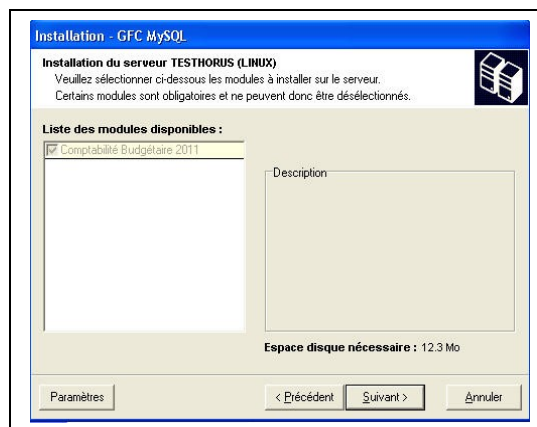 Installation - GFC MySQL
Installation du serveur TESTHORUS (LINUX)
Veuillez sélectionner ci-dessous les modules à installer sur le serveur.
Certains modules sont obligatoires et ne peuvent donc être désélectionnés.
Liste des modules disponibles :
Comptabilité Budgétaire 2011
Description
Espace disque nécessaire : 12.3 Mo
Paramètres
< Précédent
Suivant >
Annuler